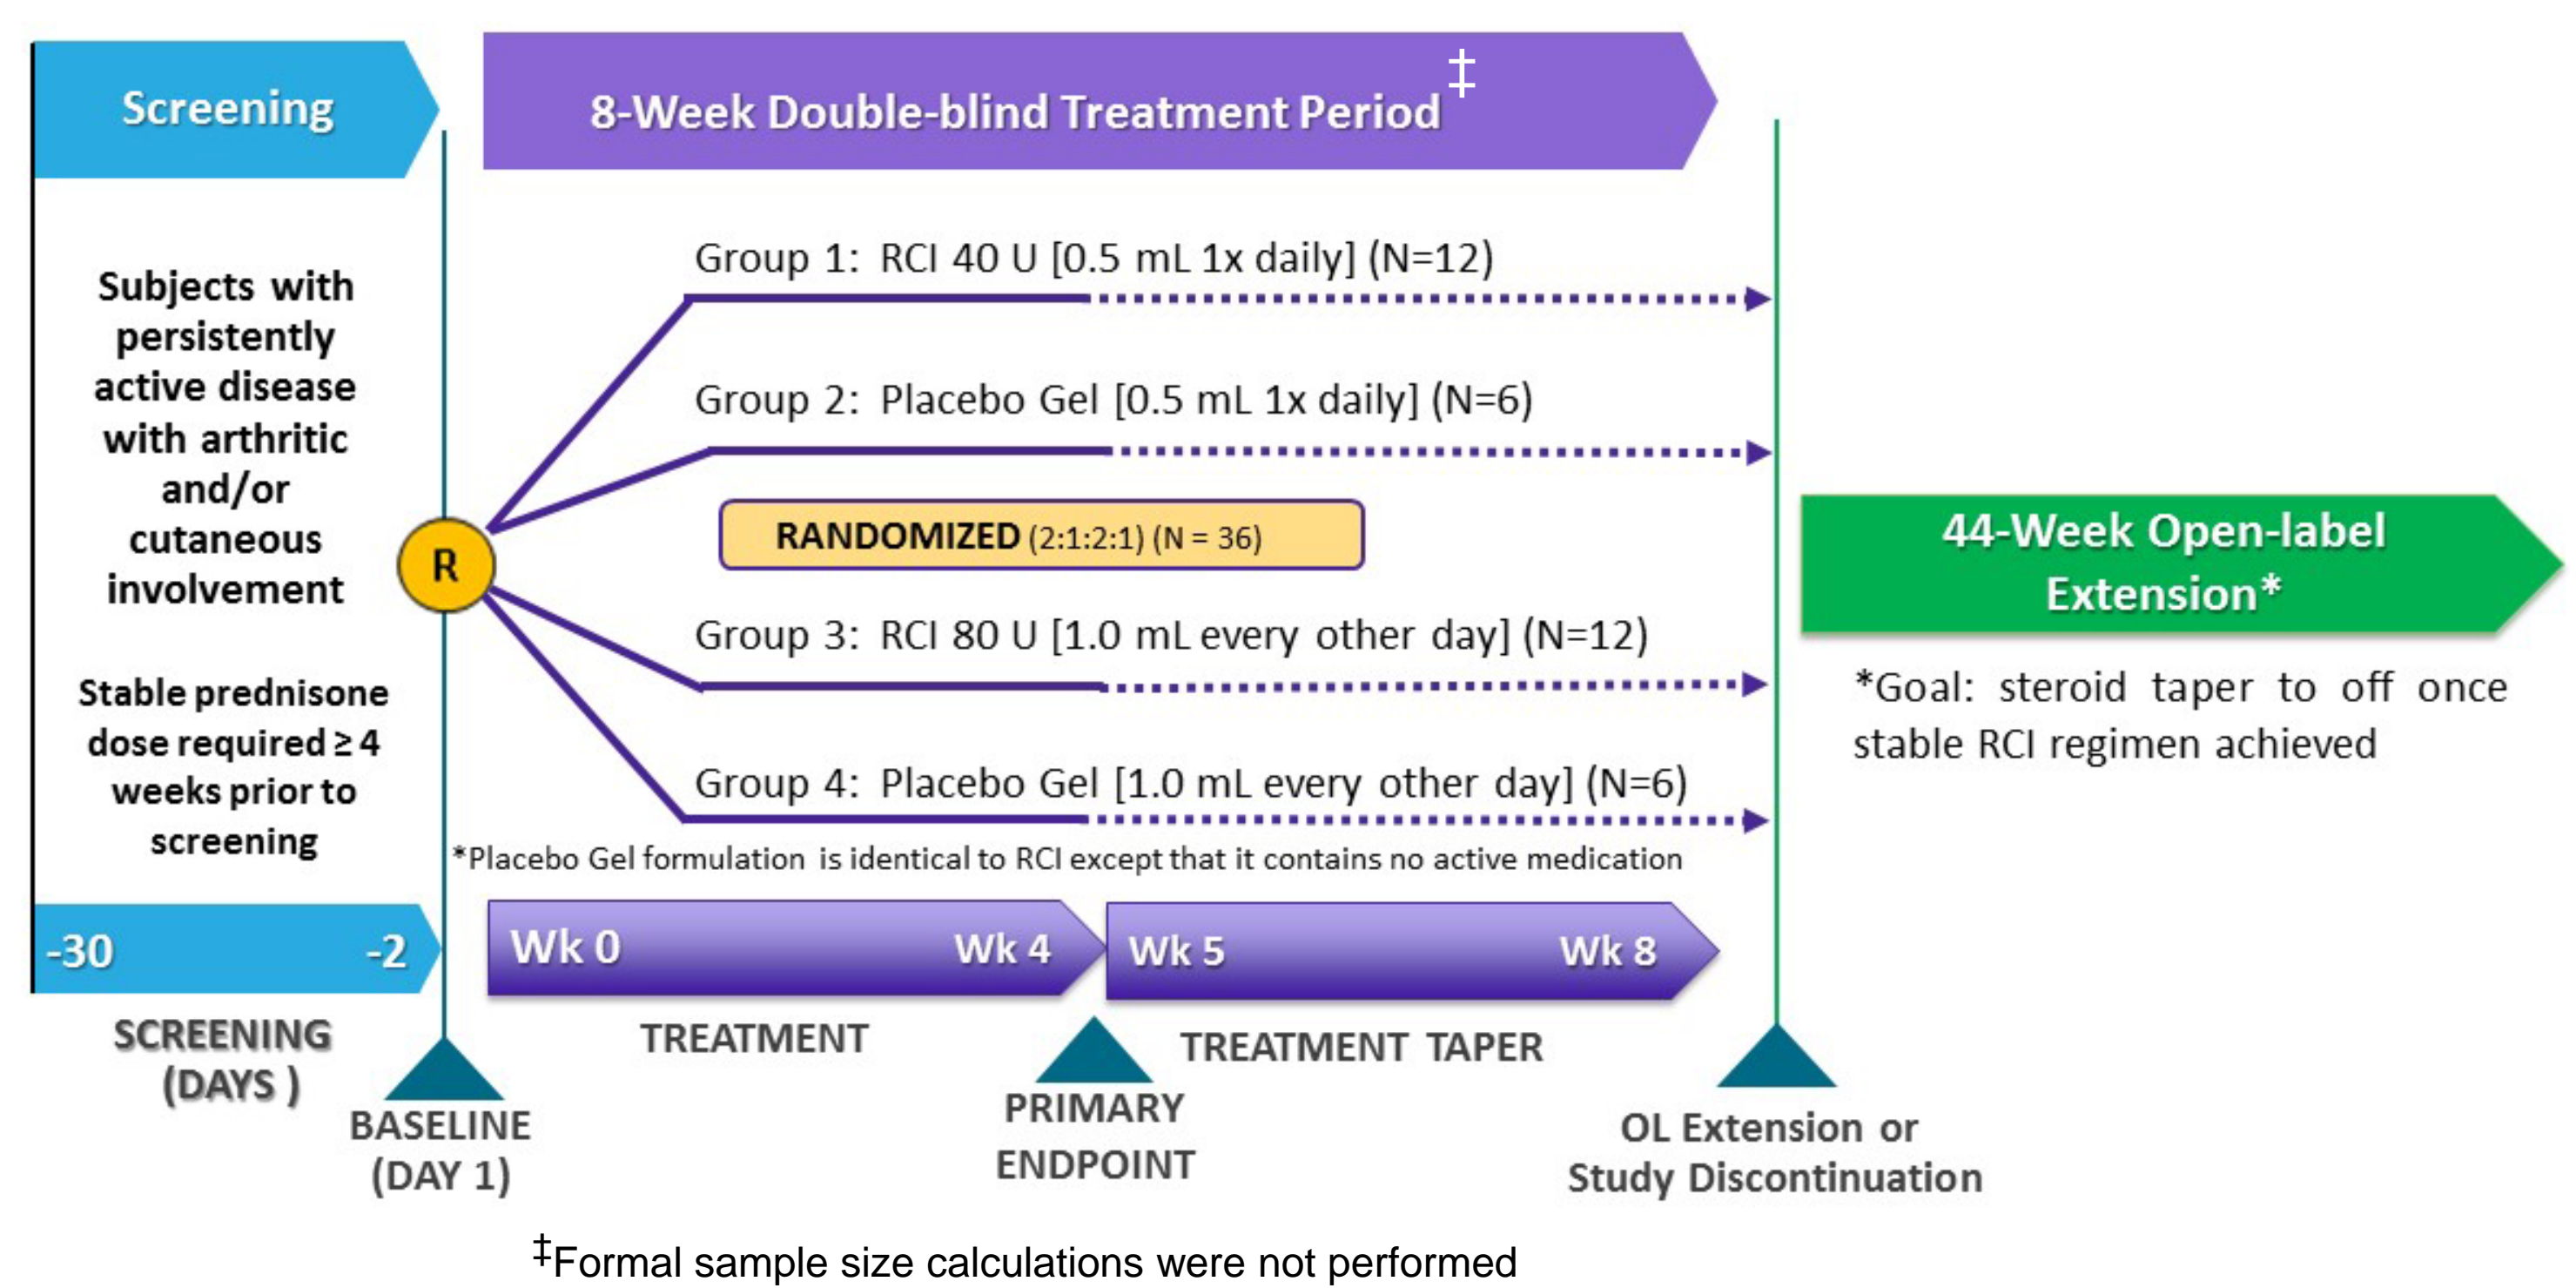 Screening
8-Week Double-blind Treatment Period‡
Subjects with
persistently
active disease
with arthritic
and/or
cutaneous
involvement
Stable prednisone
dose required ≥ 4
weeks prior to
screening
R
Group 1: RCI 40 U [0.5 mL 1x daily] (N=12)
Group 2: Placebo Gel [0.5 mL 1x daily] (N=6)
RANDOMIZED (2:1:2:1) (N = 36)
Group 3: RCI 80 U [1.0 mL every other day] (N=12)
Group 4: Placebo Gel [1.0 mL every other day] (N=6)
*Placebo Gel formulation is identical to RCI except that it contains no active medication
44-Week Open-label
Extension*
*Goal: steroid taper to off once
stable RCI regimen achieved
-30 -2
Wk 0 Wk 4
Wk 5 Wk 8
SCREENING
(DAYS )
BASELINE
(DAY 1)
TREATMENT
PRIMARY
ENDPOINT
TREATMENT TAPER
OL Extension or
Study Discontinuation
‡Formal sample size calculations were not performed